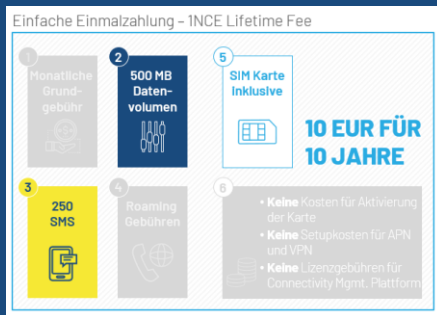 Einfache Einmalzahlung – 1NCE Lifetime Fee
1
Monatliche
Grund-
gebühr
2
500 MB
Daten-
volumen
5
SIM Karte
Inklusive
10 EUR FÜR
10 JAHRE
3
250
SMS
4
Roaming
Gebühren
6
• Keine Kosten für Aktivierung
der Karte
• Keine Setupkosten für APN
und VPN
• Keine Lizenzgebühren für
Connectivity Mgmt. Plattform